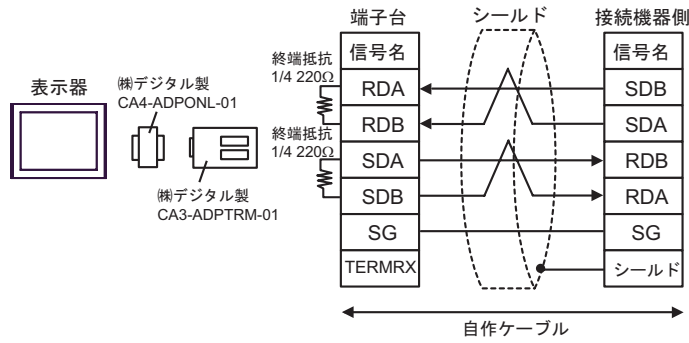 端子台
シールド
接続機器側
表示器
㈱デジタル製
CA4-ADPONL-01
㈱デジタル製
CA3-ADPTRM-01
終端抵抗
1/4 220Ω
終端抵抗
1/4 220Ω
信号名
信号名
RDA
SDB
RDB
SDA
SDA
RDB
SDB
RDA
SG
SG
TERMRX
シールド
自作ケーブル